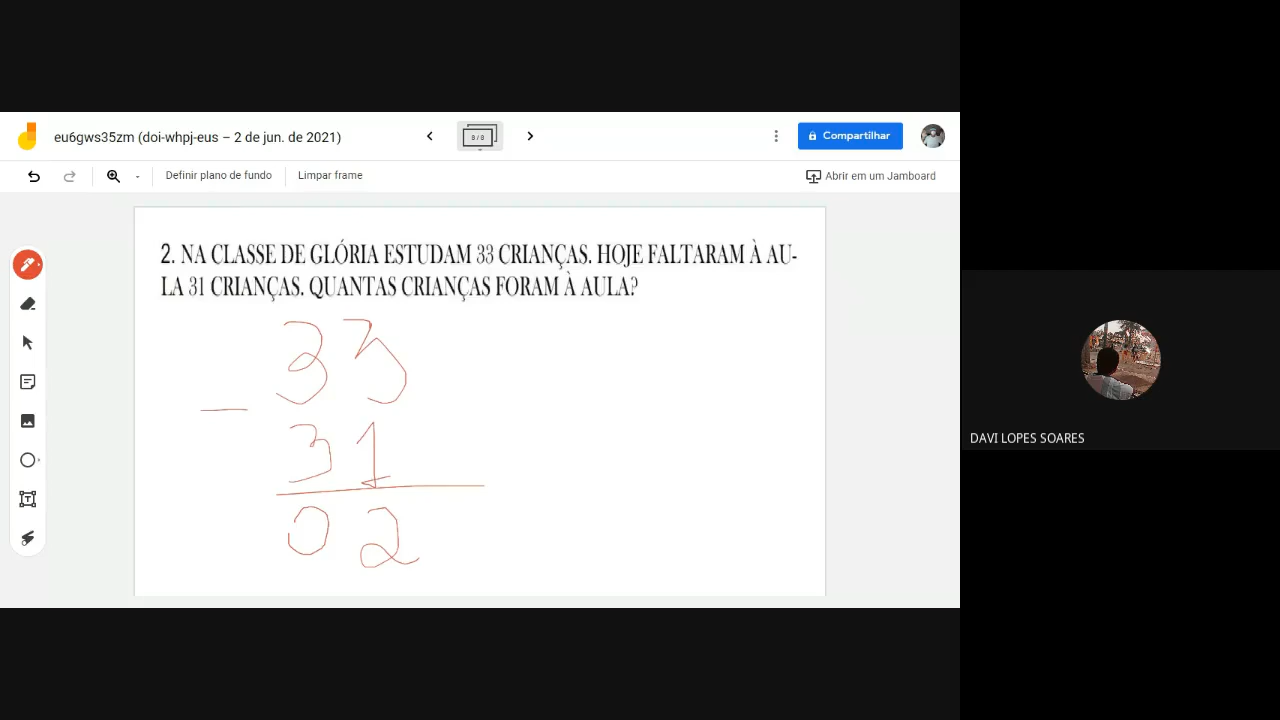 eu6gws35zm (doi-whpj-eus – 2 de jun. de 2021)
8 / 8
Compartilhar
Definir plano de fundo
Limpar frame
Abrir em um Jamboard
2. NA CLASSE DE GLÓRIA ESTUDAM 33 CRIANÇAS. HOJE FALTARAM À AU-
LA 31 CRIANÇAS. QUANTAS CRIANÇAS FORAM À AULA?
33
— 31
02
DAVI LOPES SOARES